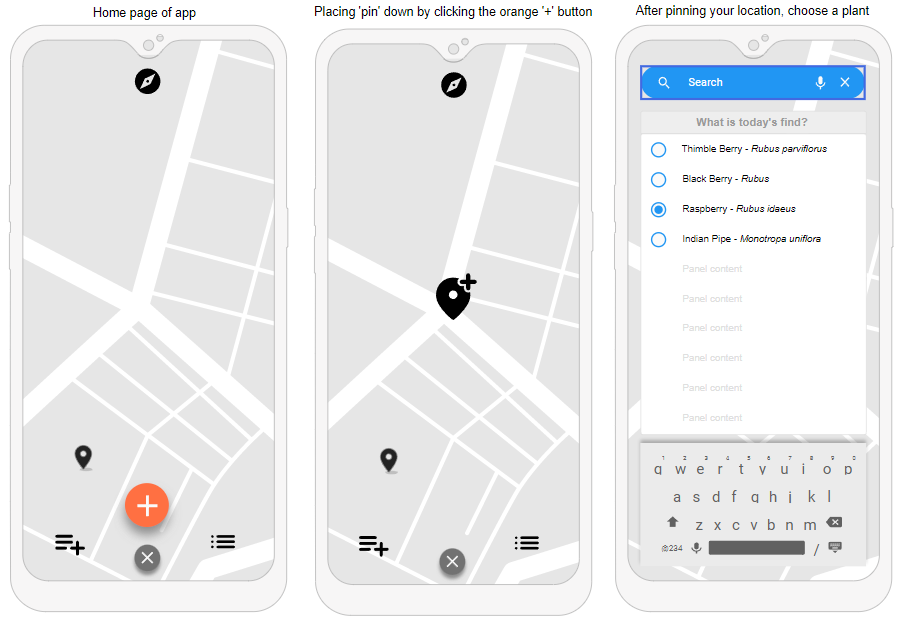 Home page of app
Placing 'pin' down by clicking the orange '+' button
After pinning your location, choose a plant
Search
What is today's find?
Thimble Berry - Rubus parviflorus
Black Berry - Rubus
Raspberry - Rubus idaeus
Indian Pipe - Monotropa uniflora
Panel content
Panel content
Panel content
Panel content
Panel content
Panel content
1 2 3 4 5 6 7 8 9 0
q w e r t y u i o p
a s d f g h j k l
z x c v b n m
@234 /